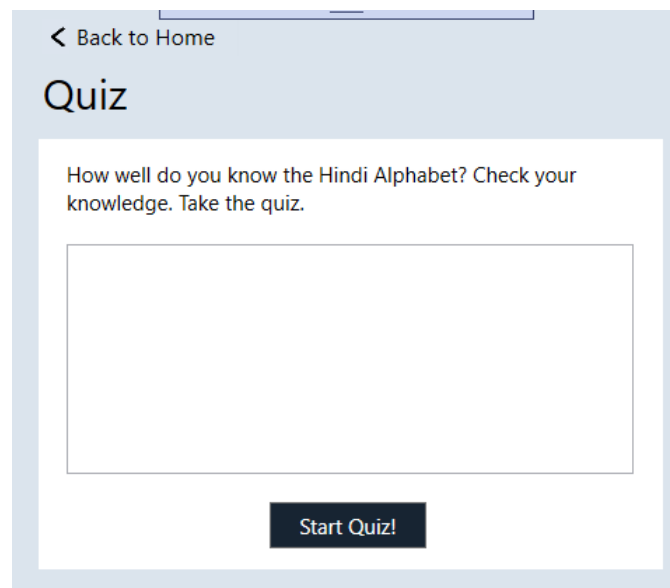 Back to Home
Quiz
How well do you know the Hindi Alphabet? Check your
knowledge. Take the quiz.
Start Quiz!